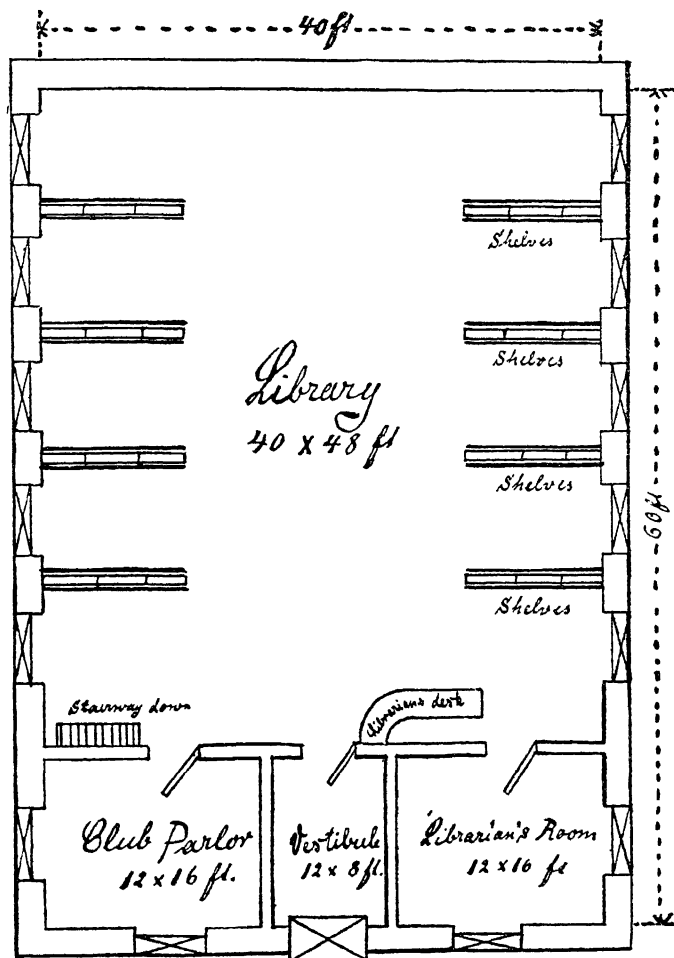 40 ft
Shelves
Shelves
Library
40 x 48 ft
Shelves
60 ft
Shelves
Stairway down
Librarian's desk
Club Parlor
12 x 16 ft.
Vestibule
12 x 8 ft.
Librarian's Room
12 x 16 ft